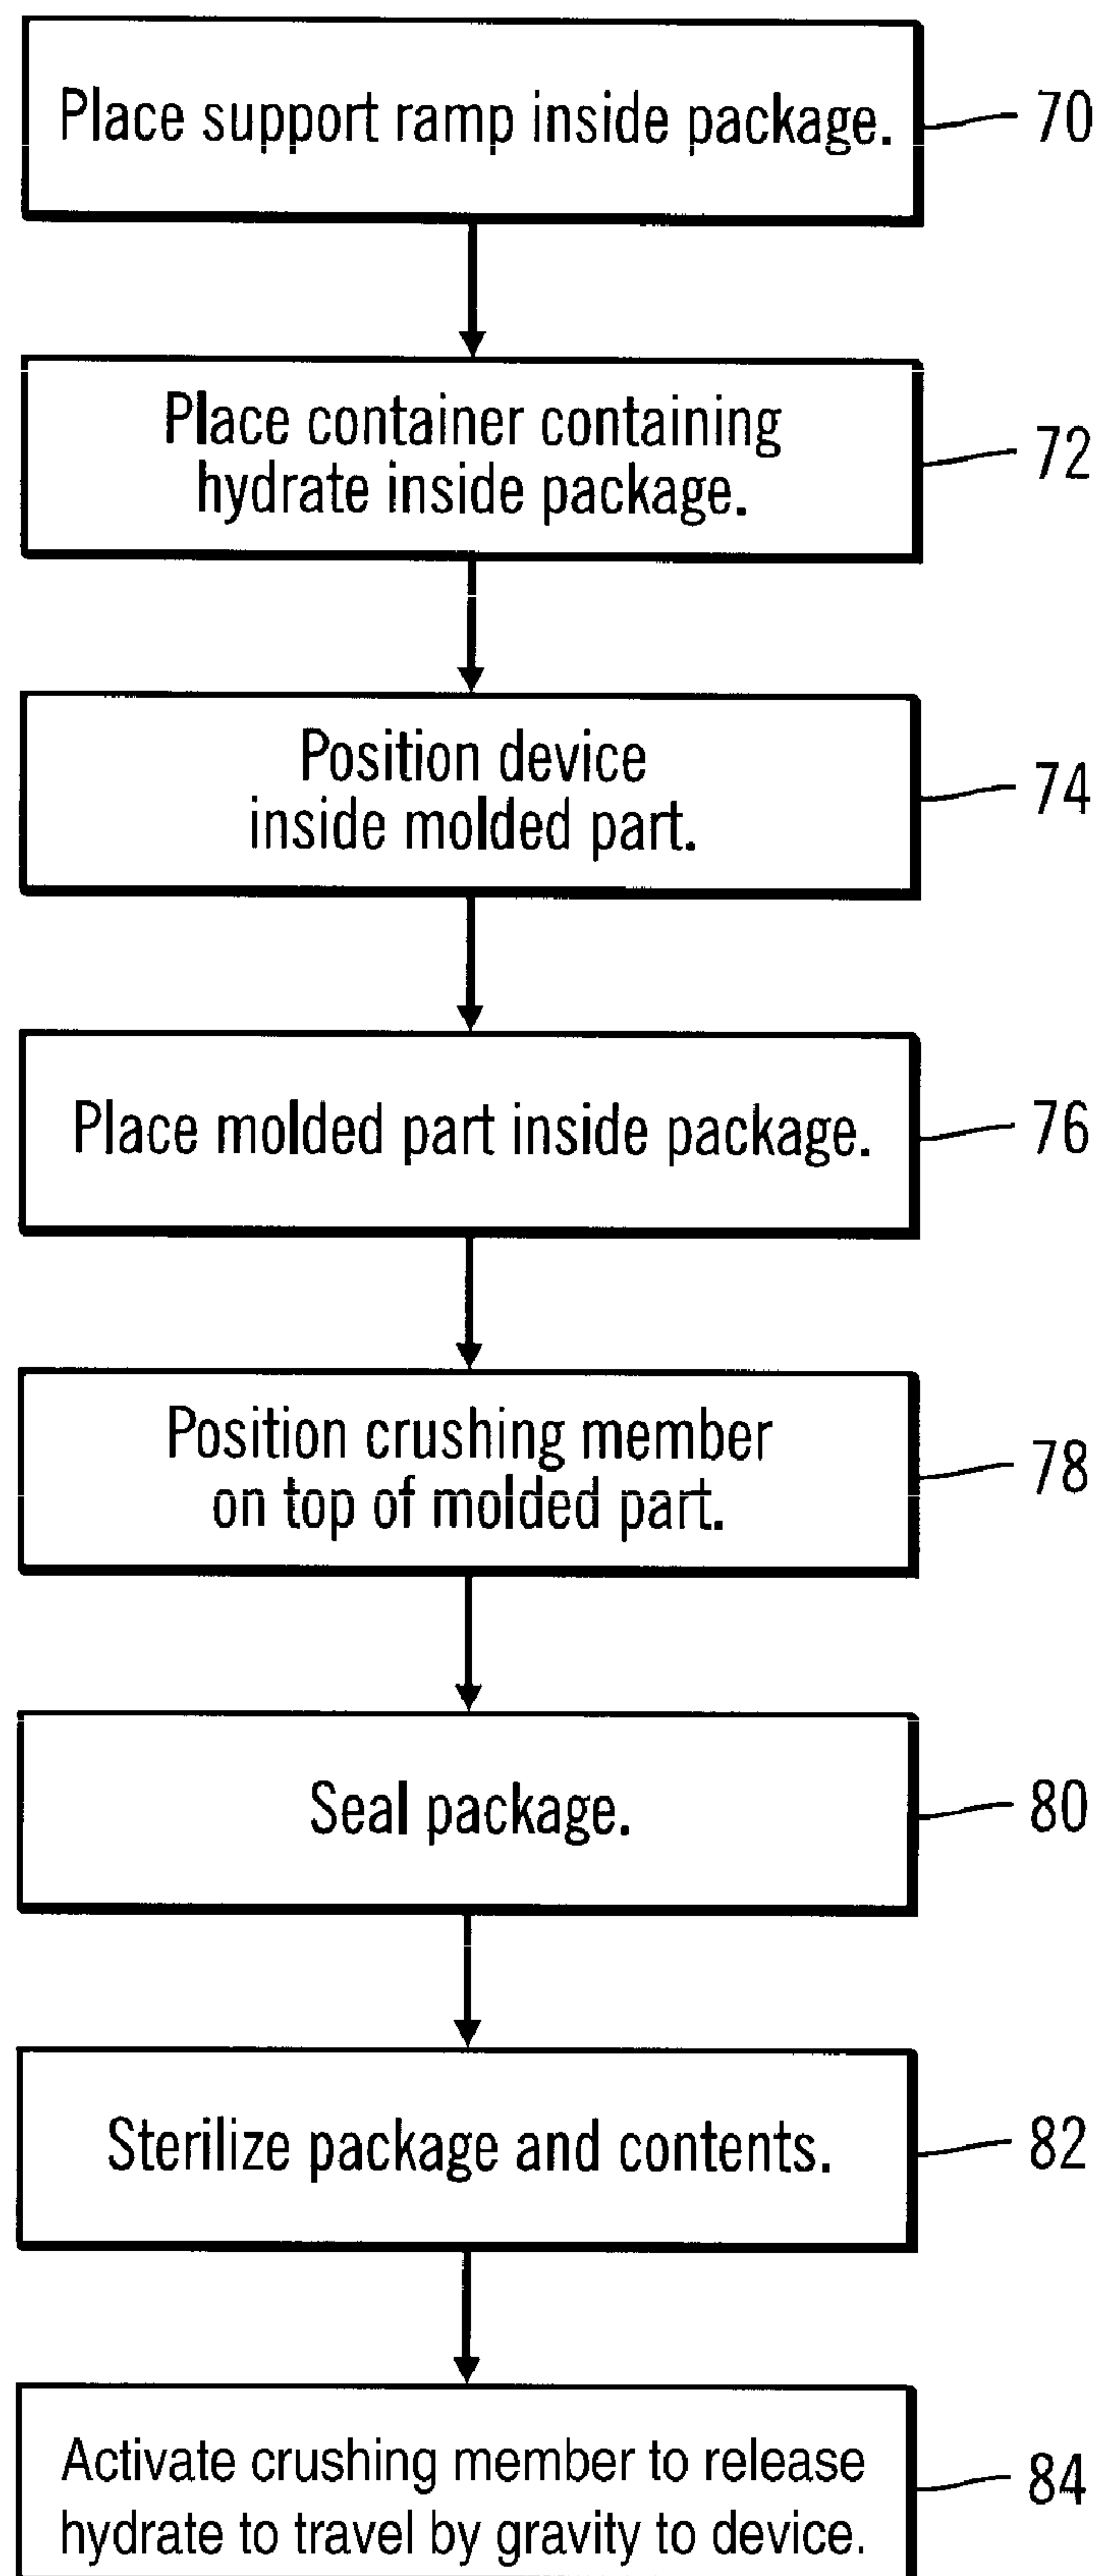 Place support ramp inside package.
70
Place container containing
hydrate inside package.
72
Position device
inside molded part.
74
Place molded part inside package.
76
Position crushing member
on top of molded part.
78
Seal package.
80
Sterilize package and contents.
82
Activate crushing member to release
hydrate to travel by gravity to device.
84